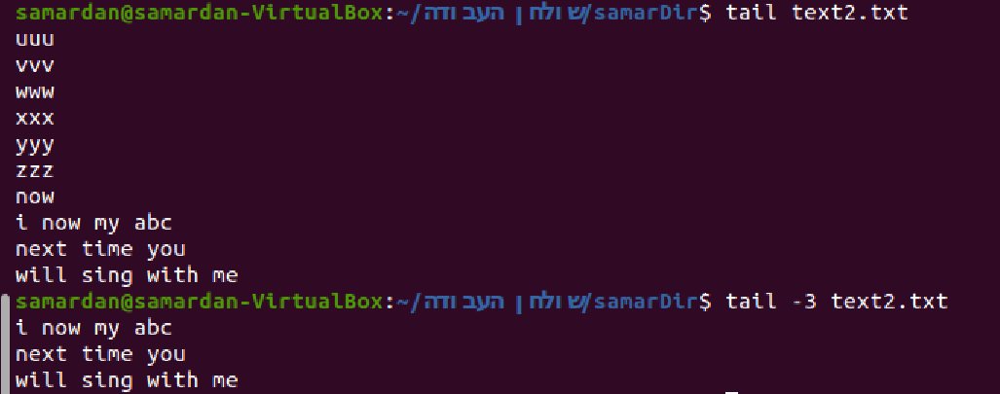 samardan@samardan-VirtualBox:~/שולחן העבודה/samarDir$ tail text2.txt
uuu
vvv
www
xxx
yyy
zzz
now
i now my abc
next time you
will sing with me
samardan@samardan-VirtualBox:~/שולחן העבודה/samarDir$ tail -3 text2.txt
i now my abc
next time you
will sing with me